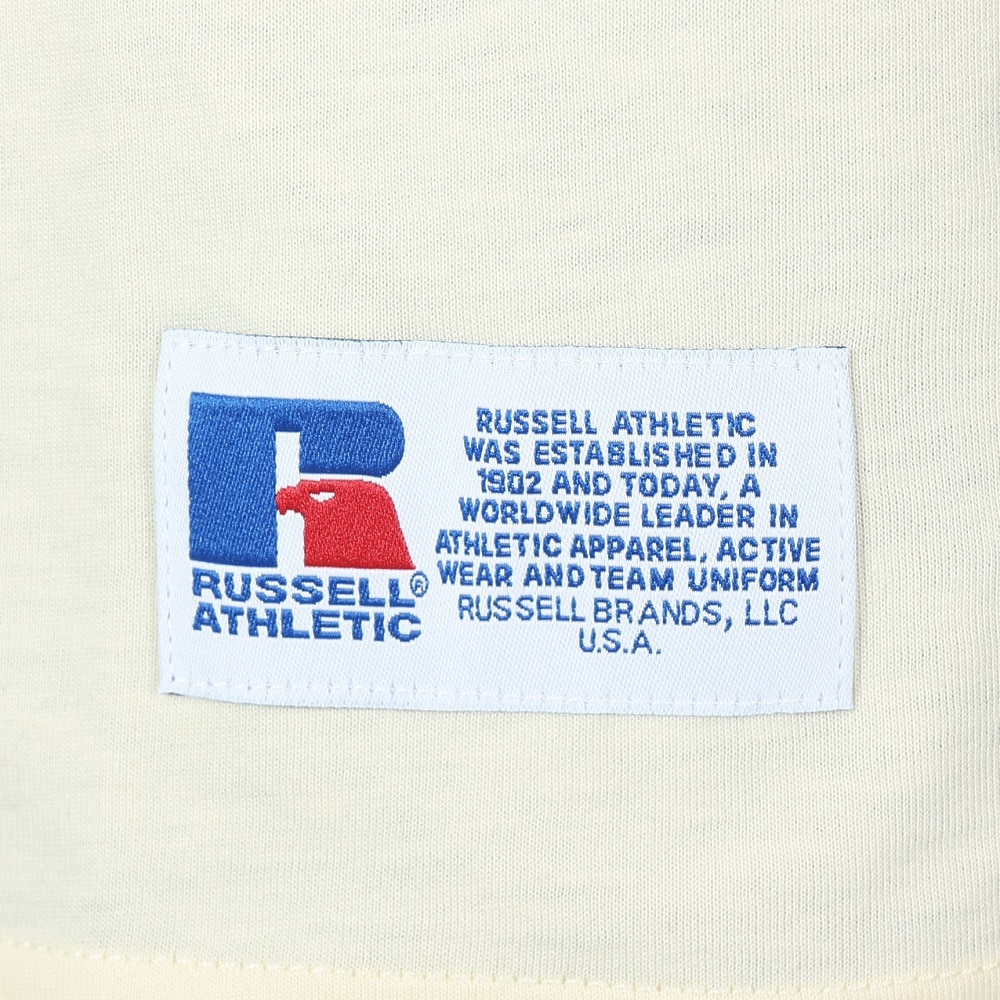 R
RUSSELL®
ATHLETIC
RUSSELL ATHLETIC
WAS ESTABLISHED IN
1902 AND TODAY, A
WORLDWIDE LEADER IN
ATHLETIC APPAREL, ACTIVE
WEAR AND TEAM UNIFORM
RUSSELL BRANDS, LLC
U.S.A.